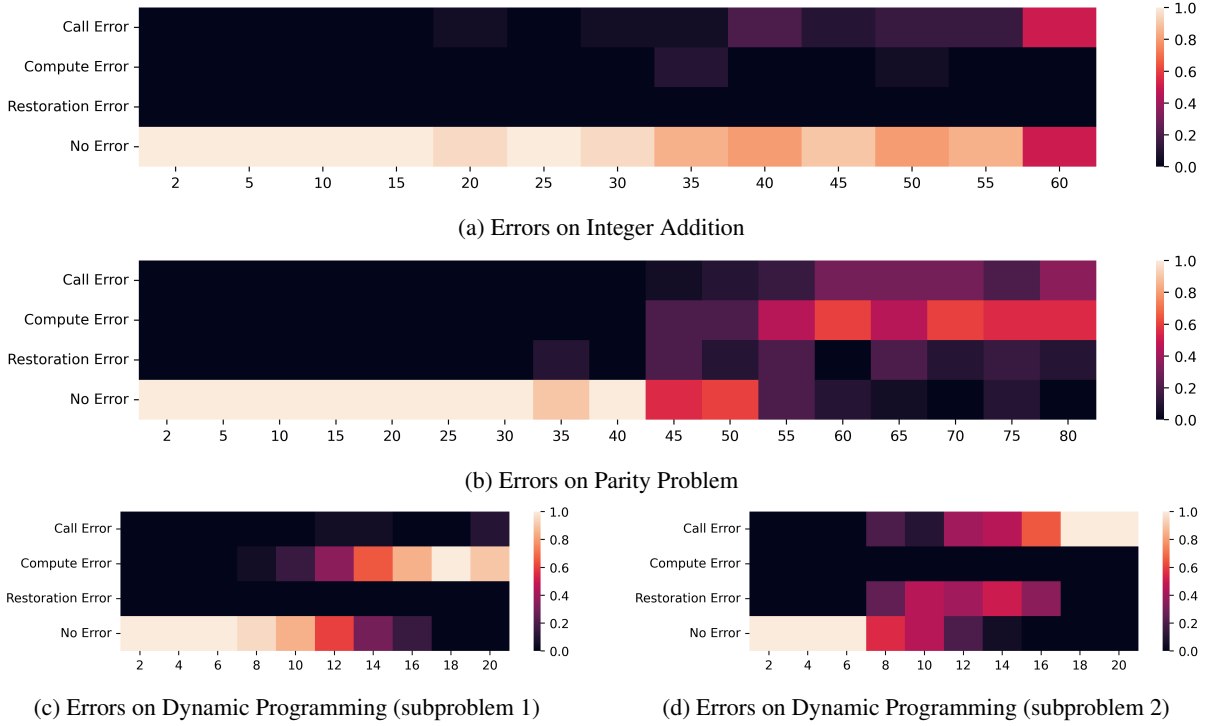 Call Error
Compute Error
Restoration Error
No Error
2 5 10 15 20 25 30 35 40 45 50 55 60
1.0
0.8
0.6
0.4
0.2
0.0
(a) Errors on Integer Addition
Call Error
Compute Error
Restoration Error
No Error
2 5 10 15 20 25 30 35 40 45 50 55 60 65 70 75 80
1.0
0.8
0.6
0.4
0.2
0.0
(b) Errors on Parity Problem
Call Error
Compute Error
Restoration Error
No Error
2 4 6 8 10 12 14 16 18 20
1.0
0.8
0.6
0.4
0.2
0.0
(c) Errors on Dynamic Programming (subproblem 1)
Call Error
Compute Error
Restoration Error
No Error
2 4 6 8 10 12 14 16 18 20
1.0
0.8
0.6
0.4
0.2
0.0
(d) Errors on Dynamic Programming (subproblem 2)